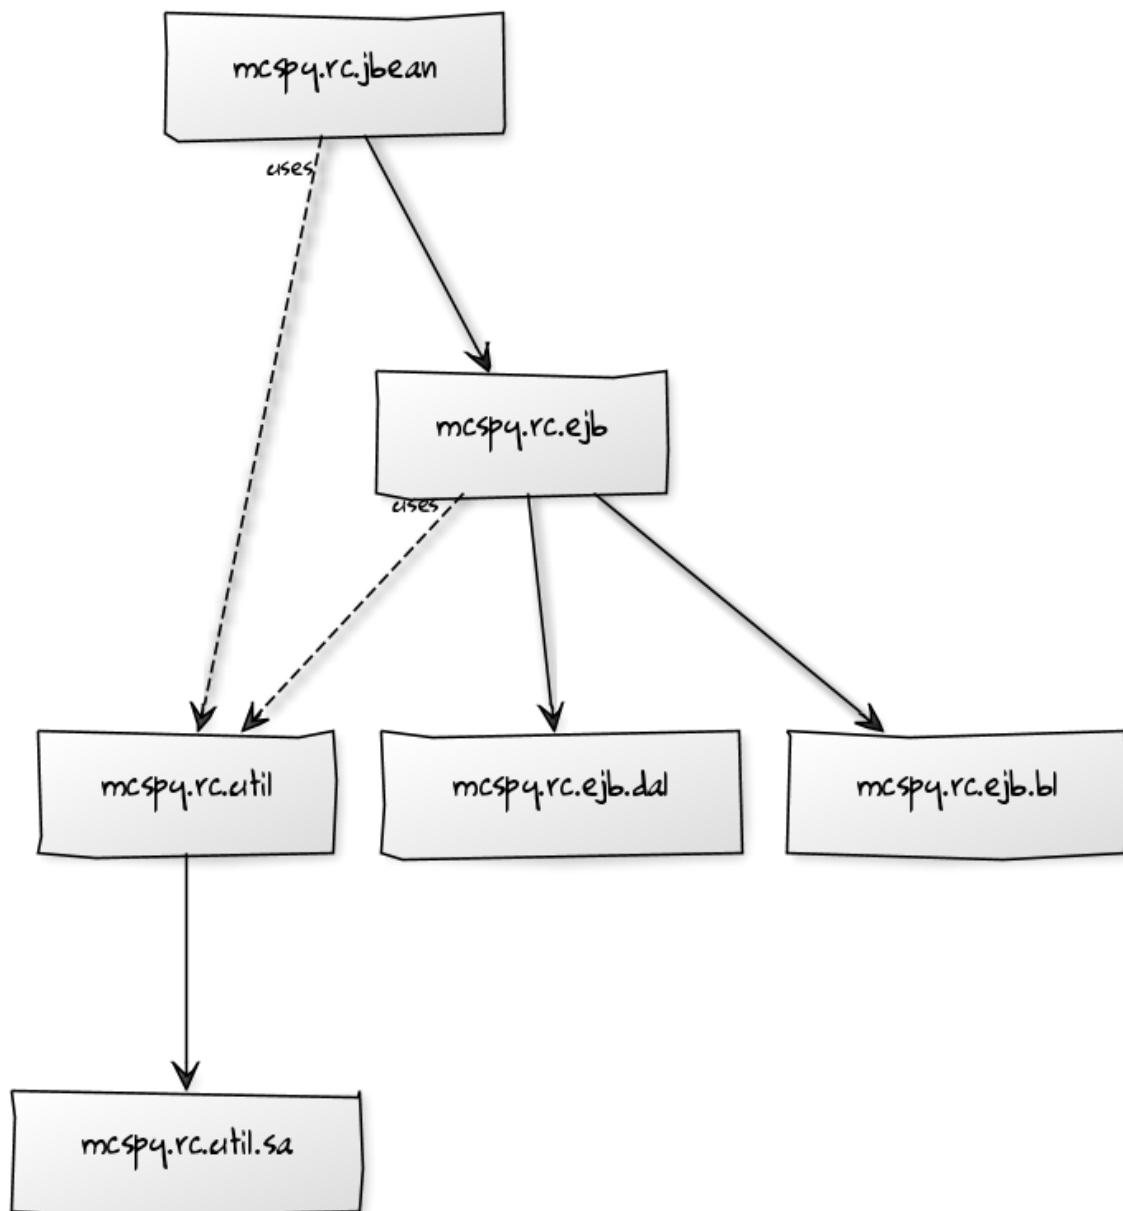 mcspy.rc.jbean
uses
mcspy.rc.ejb
uses
mcspy.rc.util
mcspy.rc.ejb.dal
mcspy.rc.ejb.bl
mcspy.rc.util.sa